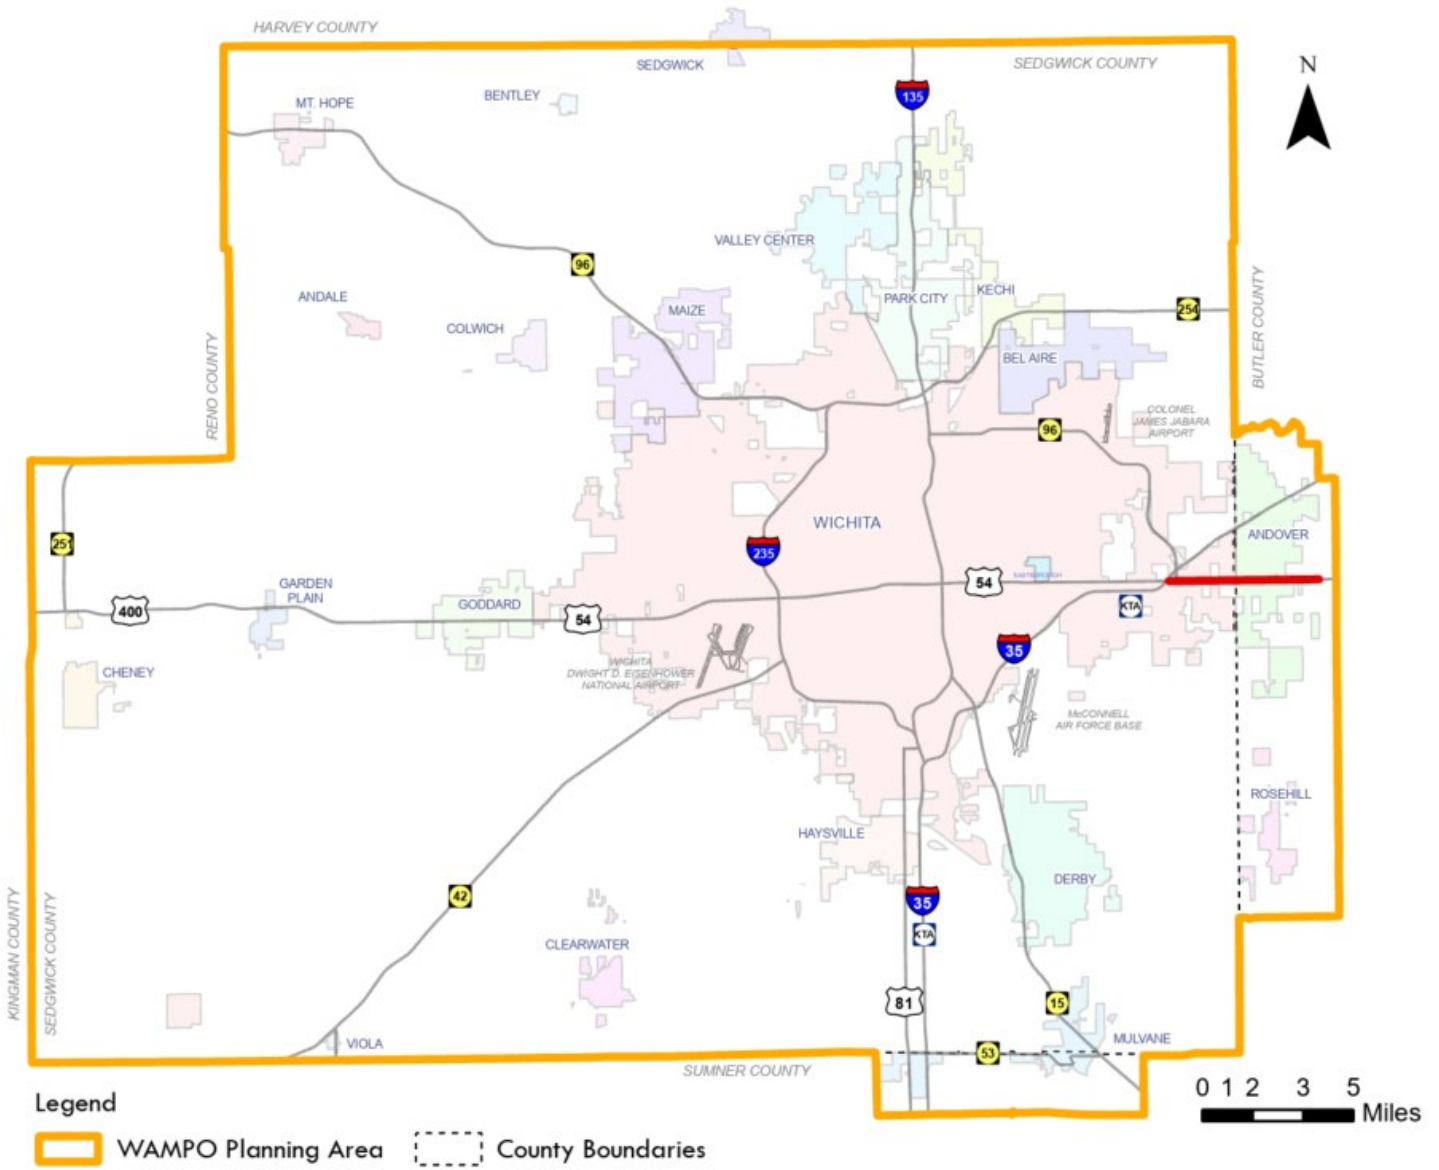 HARVEY COUNTY
SEDGWICK
SEDGWICK COUNTY
N
135
BENTLEY
MT. HOPE
VALLEY CENTER
96
ANDALE
COLWICH
MAIZE
PARK CITY
KECHI
254
BUTLER COUNTY
RENO COUNTY
BEL AIRE
COLONEL
JAMES JABARA
AIRPORT
96
WICHITA
ANDOVER
251
235
54
KTA
GARDEN
PLAIN
400
GODDARD
54
35
WICHITA
DWIGHT D. EISENHOWER
NATIONAL AIRPORT
CHENEY
McCONNELL
AIR FORCE BASE
ROSEHILL
HAYSVILLE
DERBY
42
35
KTA
KINGMAN COUNTY
SEDGWICK COUNTY
CLEARWATER
81
15
VIOLA
53
MULVANE
SUMNER COUNTY
0 1 2 3 5
Miles
Legend
WAMPO Planning Area
County Boundaries